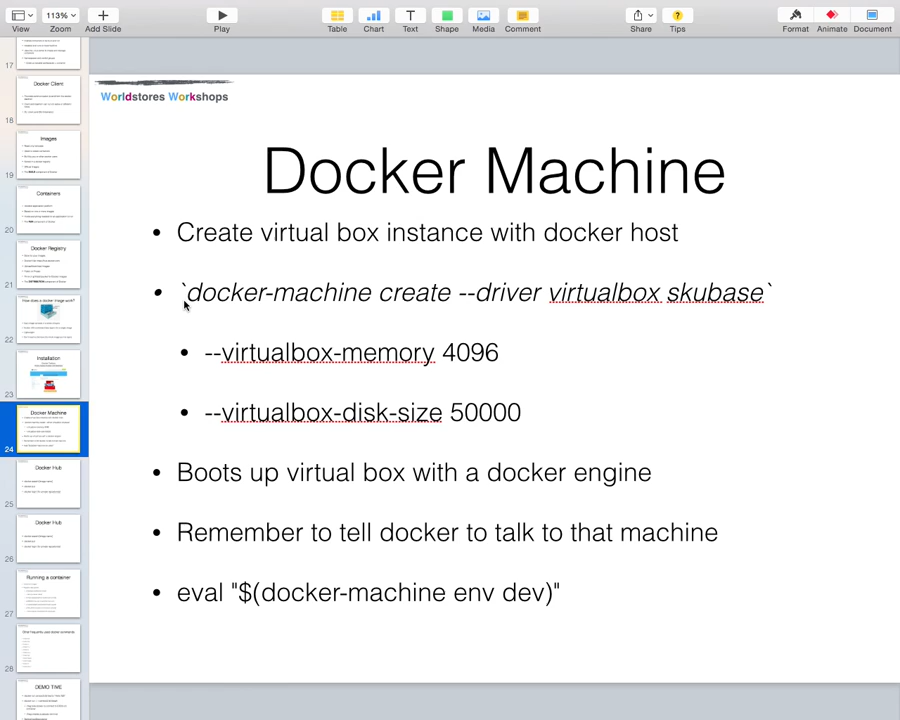 113%
View
Zoom
Add Slide
Play
Table
Chart
Text
Shape
Media
Comment
Share
Tips
Format
Animate
Document
17
Docker Client
18
Images
19
Containers
20
Docker Registry
21
How does a docker image work?
22
Installation
23
Docker Machine
24
Docker Hub
25
Docker Hub
26
Running a container
27
Other frequently used docker commands
28
DEMO TIME
Worldstores Workshops
Docker Machine
• Create virtual box instance with docker host
• `docker-machine create --driver virtualbox skubase`
• --virtualbox-memory 4096
• --virtualbox-disk-size 50000
• Boots up virtual box with a docker engine
• Remember to tell docker to talk to that machine
• eval "$(docker-machine env dev)"